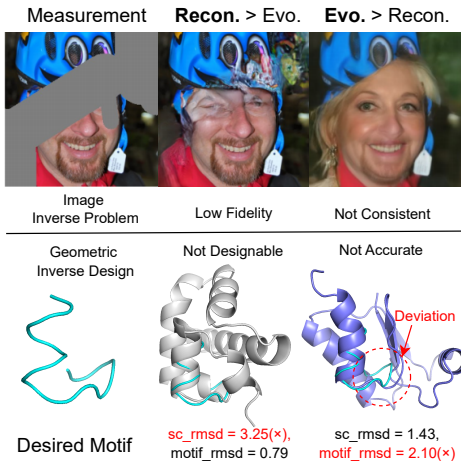 Measurement
Recon. > Evo.
Evo. > Recon.
Image
Inverse Problem
Low Fidelity
Not Consistent
Geometric
Inverse Design
Not Designable
Not Accurate
Deviation
Desired Motif
sc_rmsd = 3.25(×),
motif_rmsd = 0.79
sc_rmsd = 1.43,
motif_rmsd = 2.10(×)